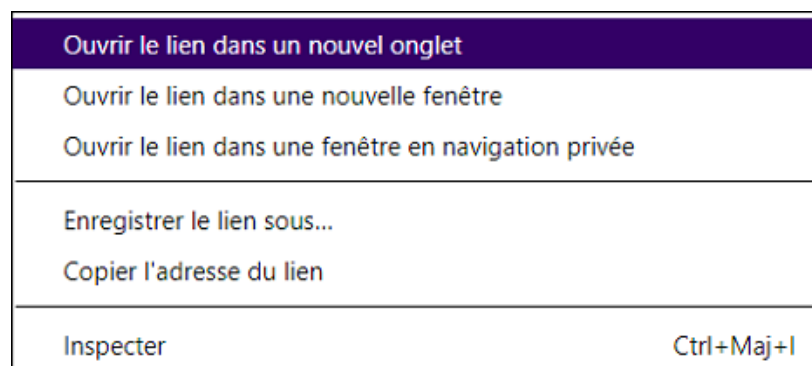 Ouvrir le lien dans un nouvel onglet
Ouvrir le lien dans une nouvelle fenêtre
Ouvrir le lien dans une fenêtre en navigation privée
Enregistrer le lien sous...
Copier l'adresse du lien
Inspecter Ctrl+Maj+I